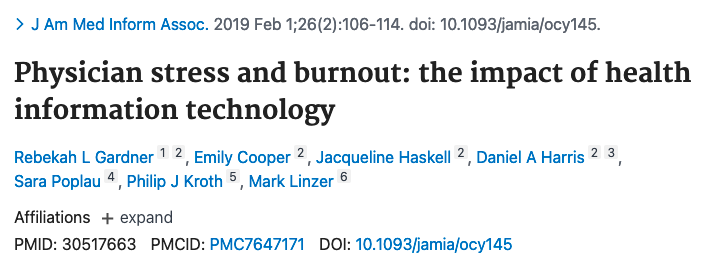 > J Am Med Inform Assoc. 2019 Feb 1;26(2):106-114. doi: 10.1093/jamia/ocy145.
Physician stress and burnout: the impact of health
information technology
Rebekah L Gardner 1 2, Emily Cooper 2, Jacqueline Haskell 2, Daniel A Harris 2 3,
Sara Poplau 4, Philip J Kroth 5, Mark Linzer 6
Affiliations + expand
PMID: 30517663 PMCID: PMC7647171 DOI: 10.1093/jamia/ocy145